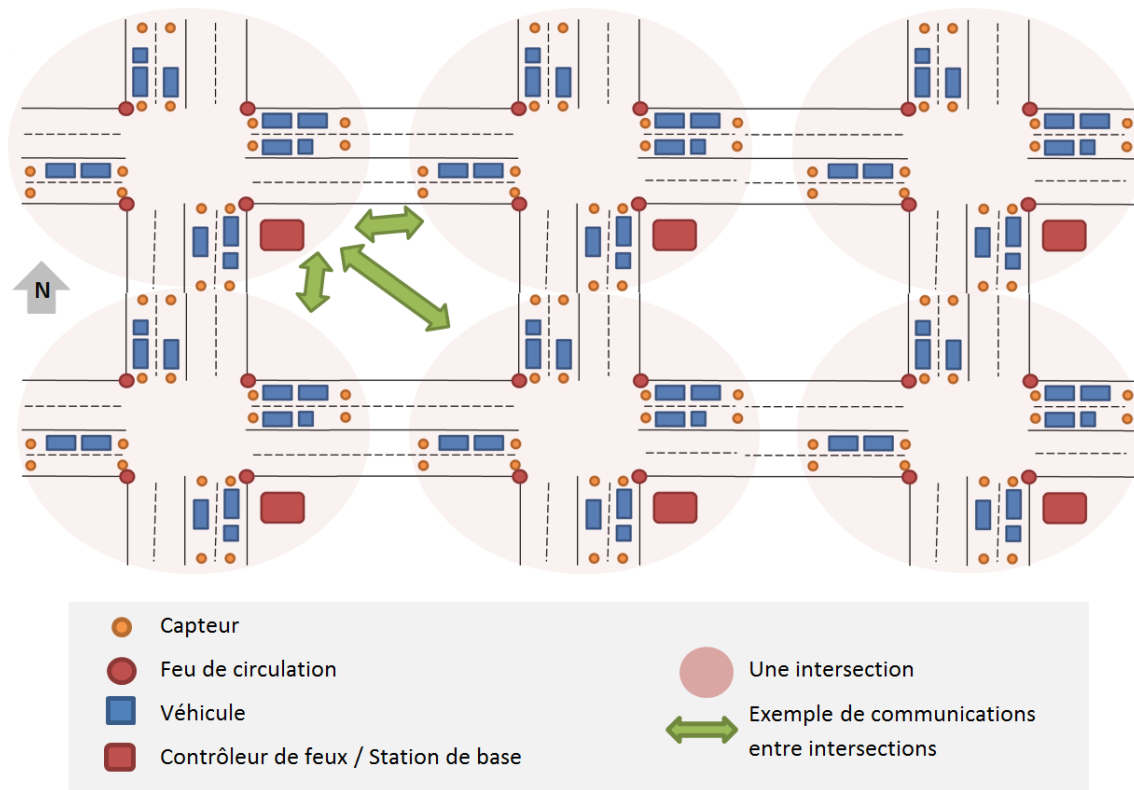 N
Capteur
Feu de circulation
Véhicule
Contrôleur de feux / Station de base
Une intersection
Exemple de communications
entre intersections